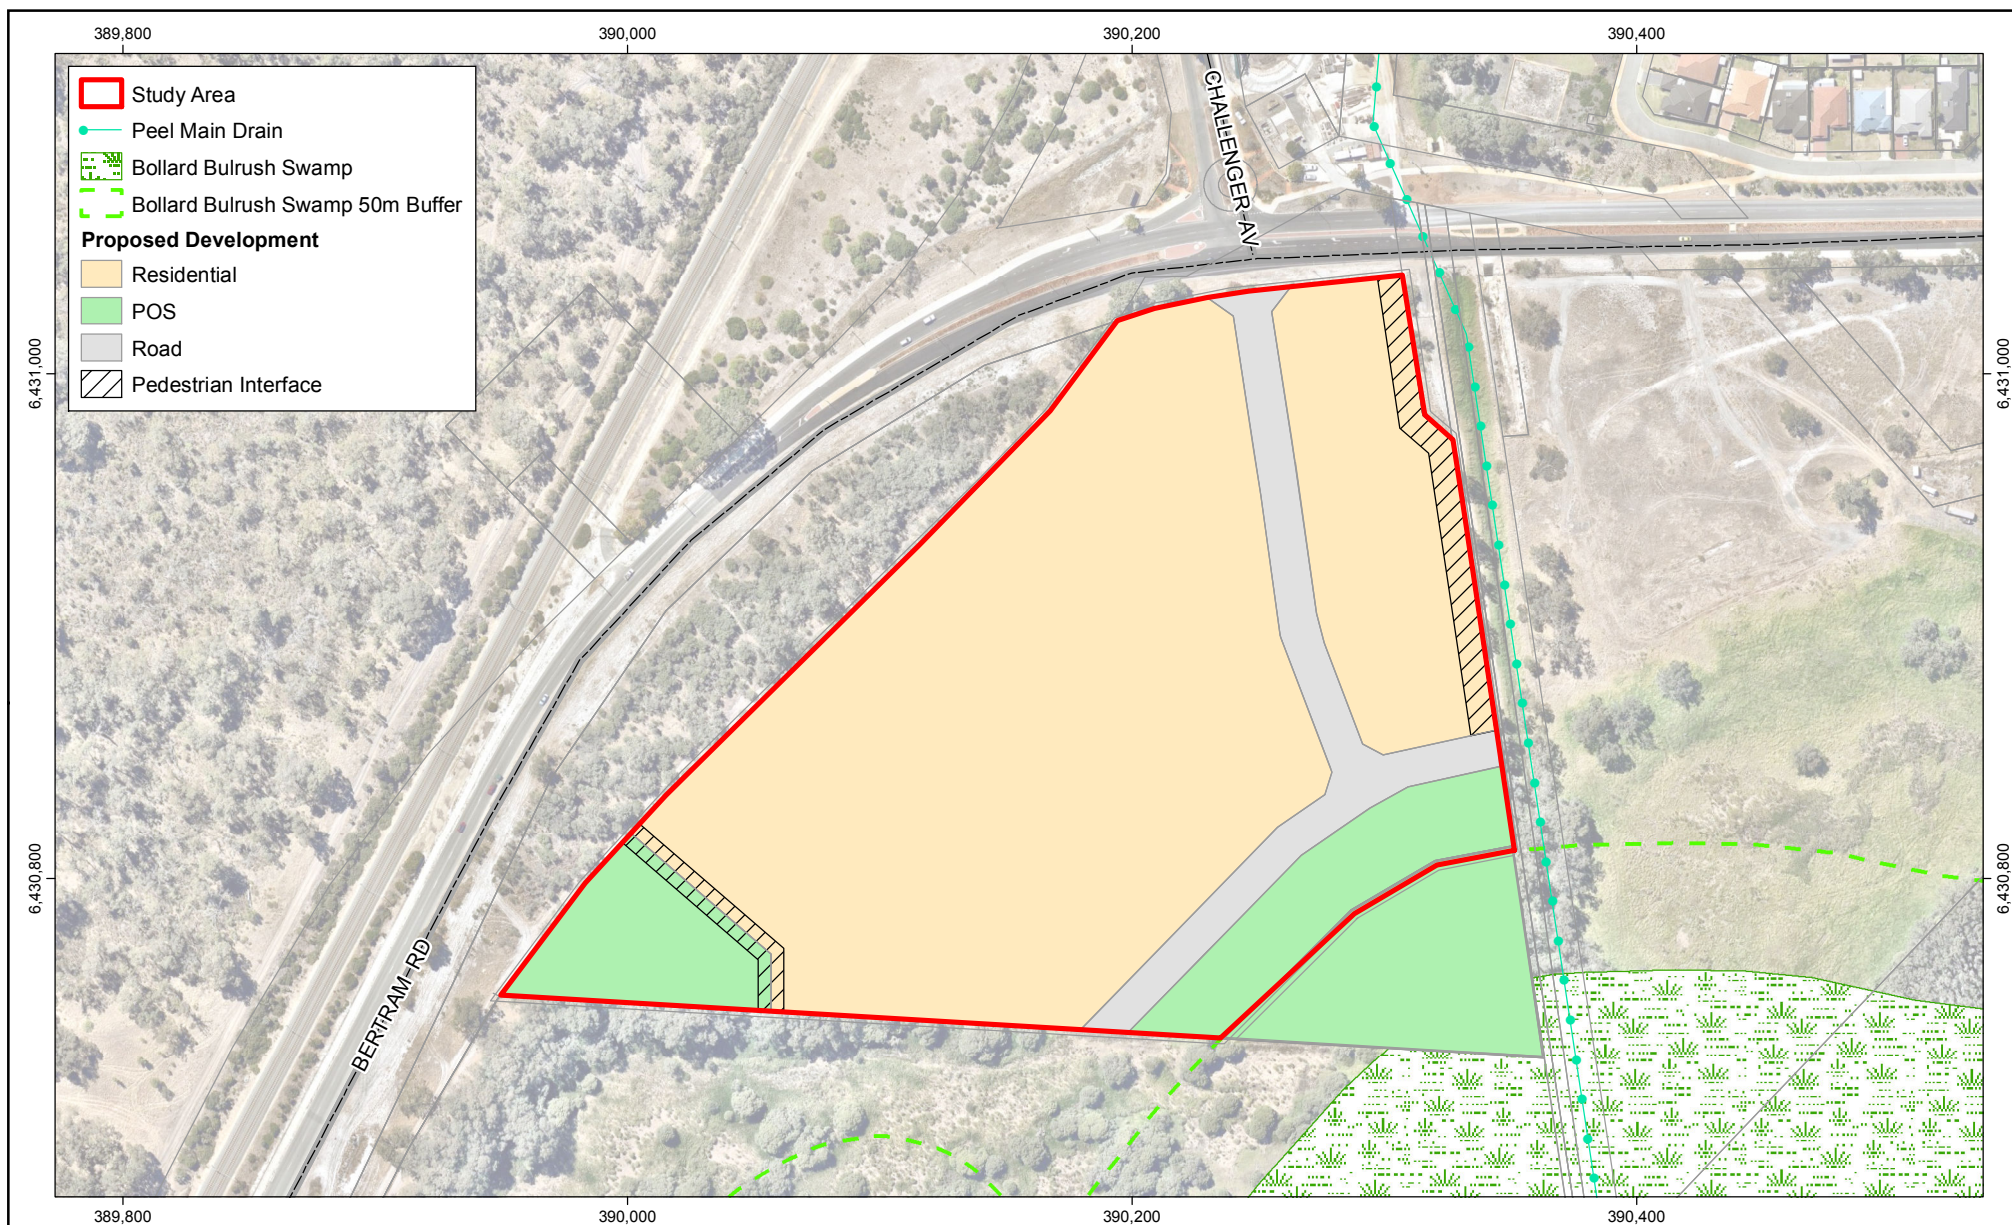 389,800
390,000
390,200
390,400
Study Area
Peel Main Drain
Bollard Bulrush Swamp
Bollard Bulrush Swamp 50m Buffer
Proposed Development
Residential
POS
Road
Pedestrian Interface
CHALLENGER AV
6,431,000
6,431,000
6,430,800
6,430,800
BERTRAM RD
389,800
390,000
390,200
390,400